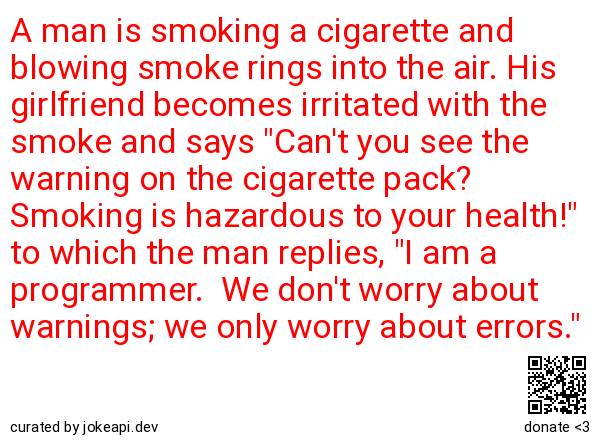 A man is smoking a cigarette and
blowing smoke rings into the air. His
girlfriend becomes irritated with the
smoke and says "Can't you see the
warning on the cigarette pack?
Smoking is hazardous to your health!"
to which the man replies, "I am a
programmer.  We don't worry about
warnings; we only worry about errors."
curated by jokeapi.dev
donate <3